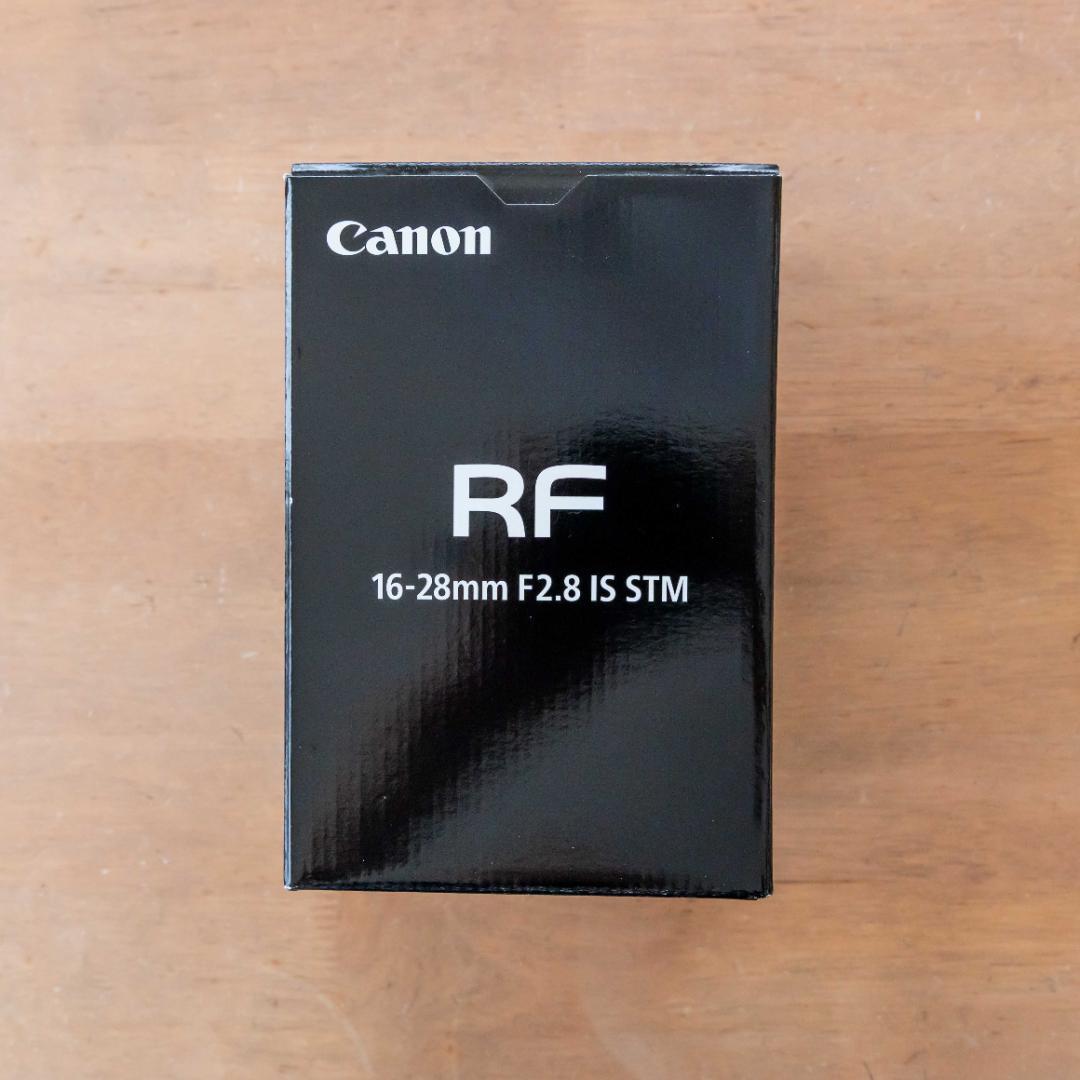 Canon
RF
16-28mm F2.8 IS STM